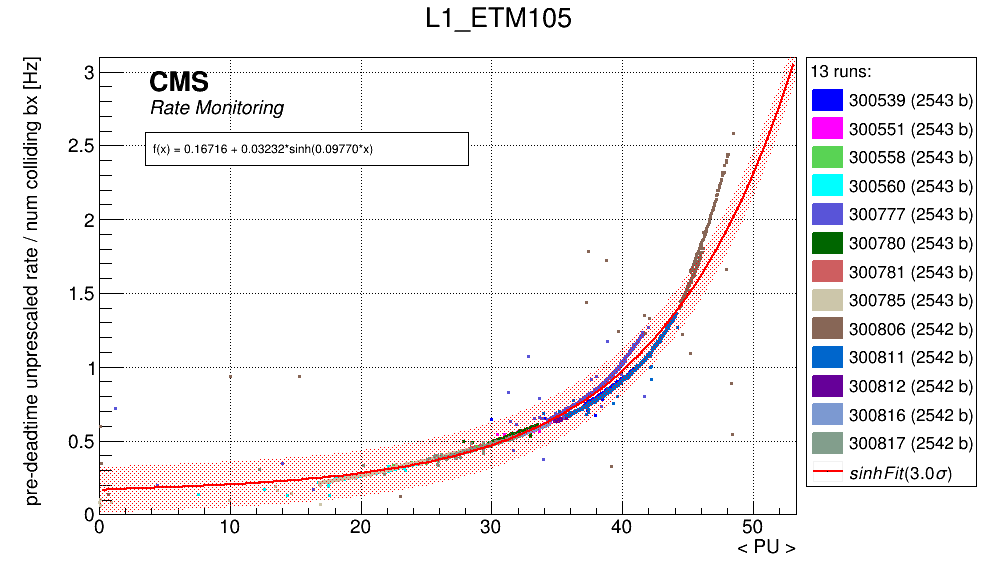 L1_ETM105
pre-deadtime unprescaled rate / num colliding bx [Hz]
CMS
Rate Monitoring
f(x) = 0.16716 + 0.03232*sinh(0.09770*x)
3
2.5
2
1.5
1
0.5
0
0 10 20 30 40 50
< PU >
13 runs:
300539 (2543 b)
300551 (2543 b)
300558 (2543 b)
300560 (2543 b)
300777 (2543 b)
300780 (2543 b)
300781 (2543 b)
300785 (2543 b)
300806 (2542 b)
300811 (2542 b)
300812 (2542 b)
300816 (2542 b)
300817 (2542 b)
sinhFit(3.0σ)